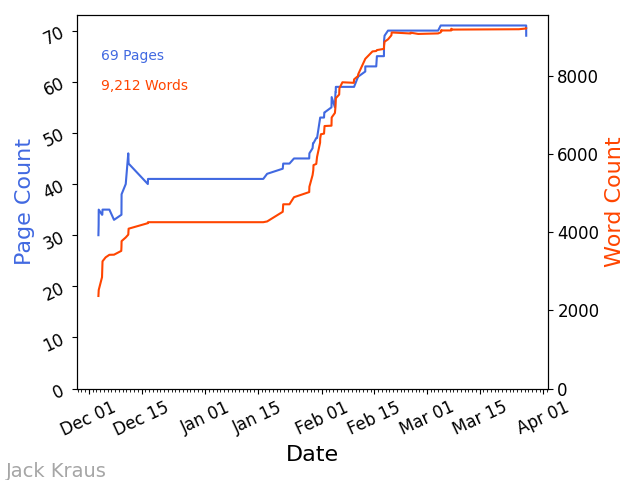 69 Pages
9,212 Words
Page Count
70
60
50
40
30
20
10
0
8000
6000
4000
2000
0
Word Count
Dec 01
Dec 15
Jan 01
Jan 15
Feb 01
Feb 15
Mar 01
Mar 15
Apr 01
Date
Jack Kraus